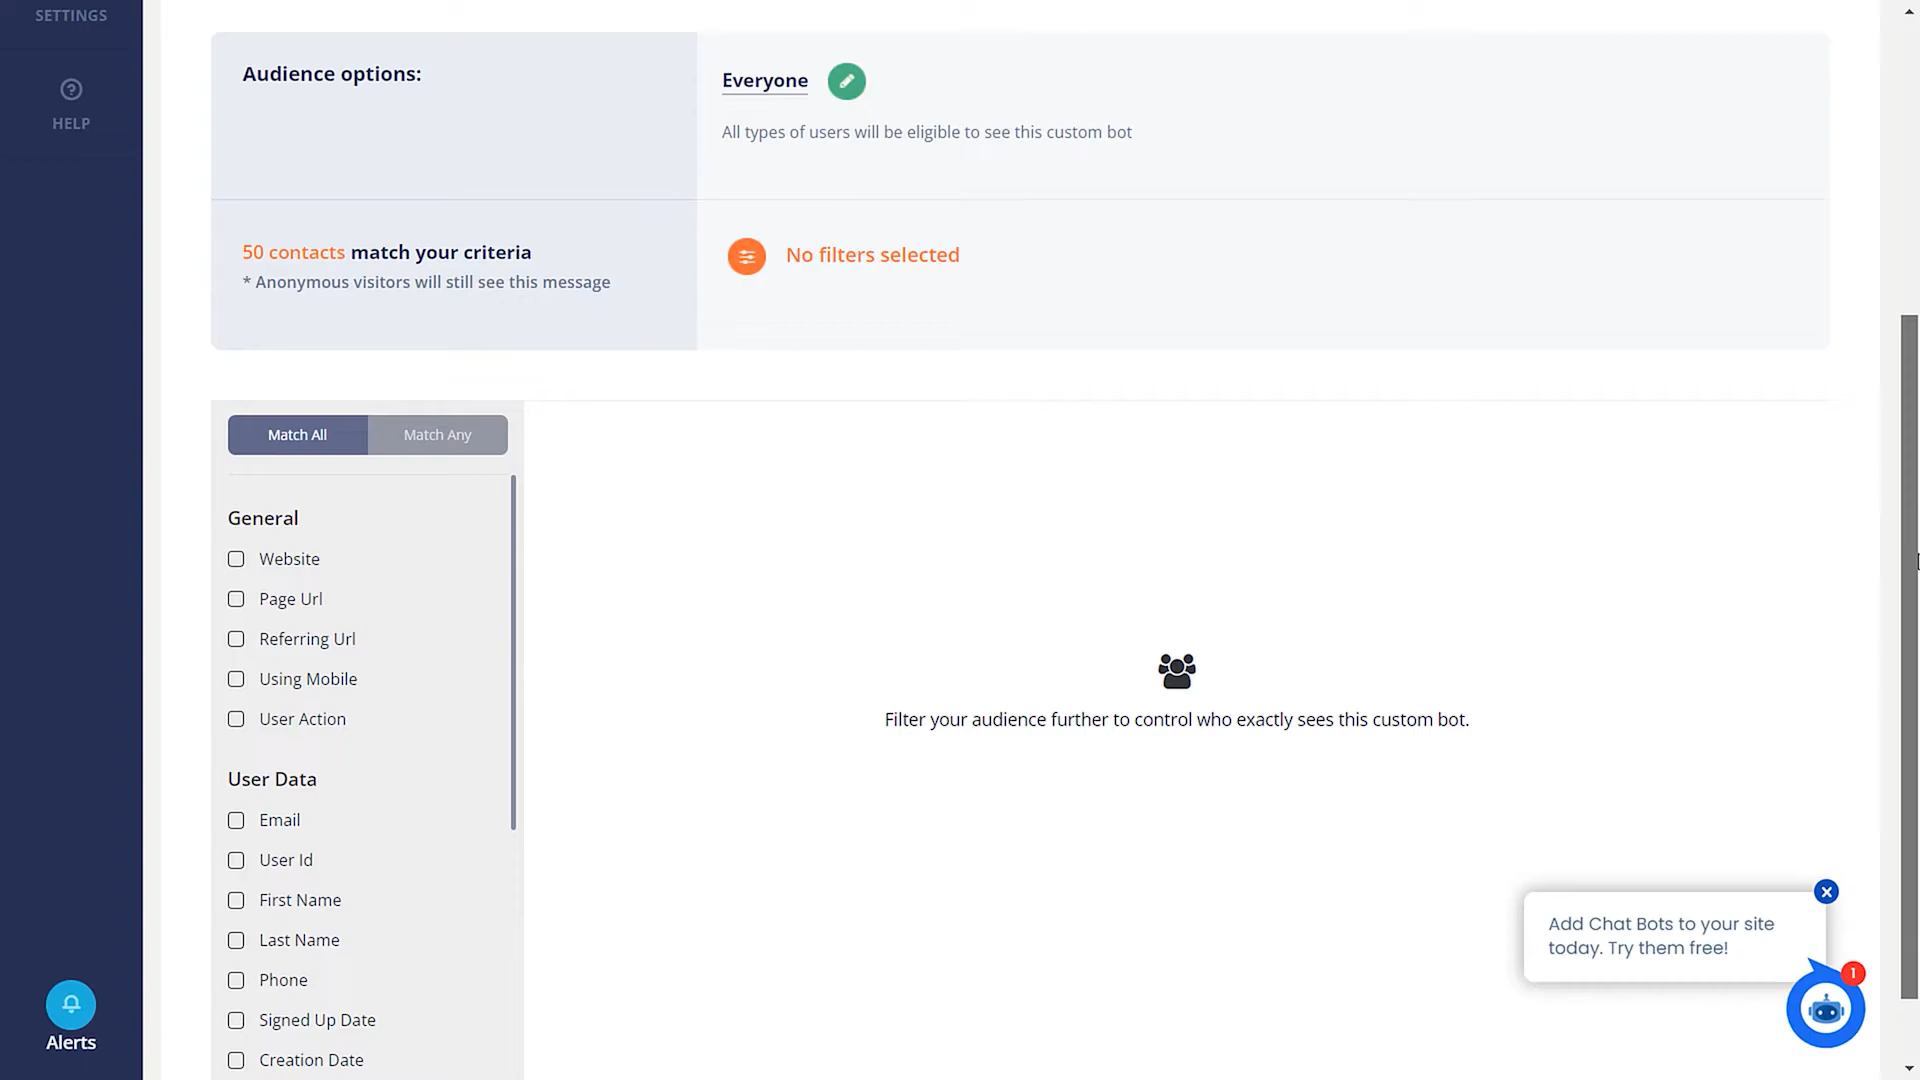 SETTINGS
HELP
Audience options:
Everyone
All types of users will be eligible to see this custom bot
50 contacts match your criteria
* Anonymous visitors will still see this message
No filters selected
Match All
Match Any
General
Website
Page Url
Referring Url
Using Mobile
User Action
User Data
Email
User Id
First Name
Last Name
Phone
Signed Up Date
Creation Date
Filter your audience further to control who exactly sees this custom bot.
Add Chat Bots to your site
today. Try them free!
1
Alerts